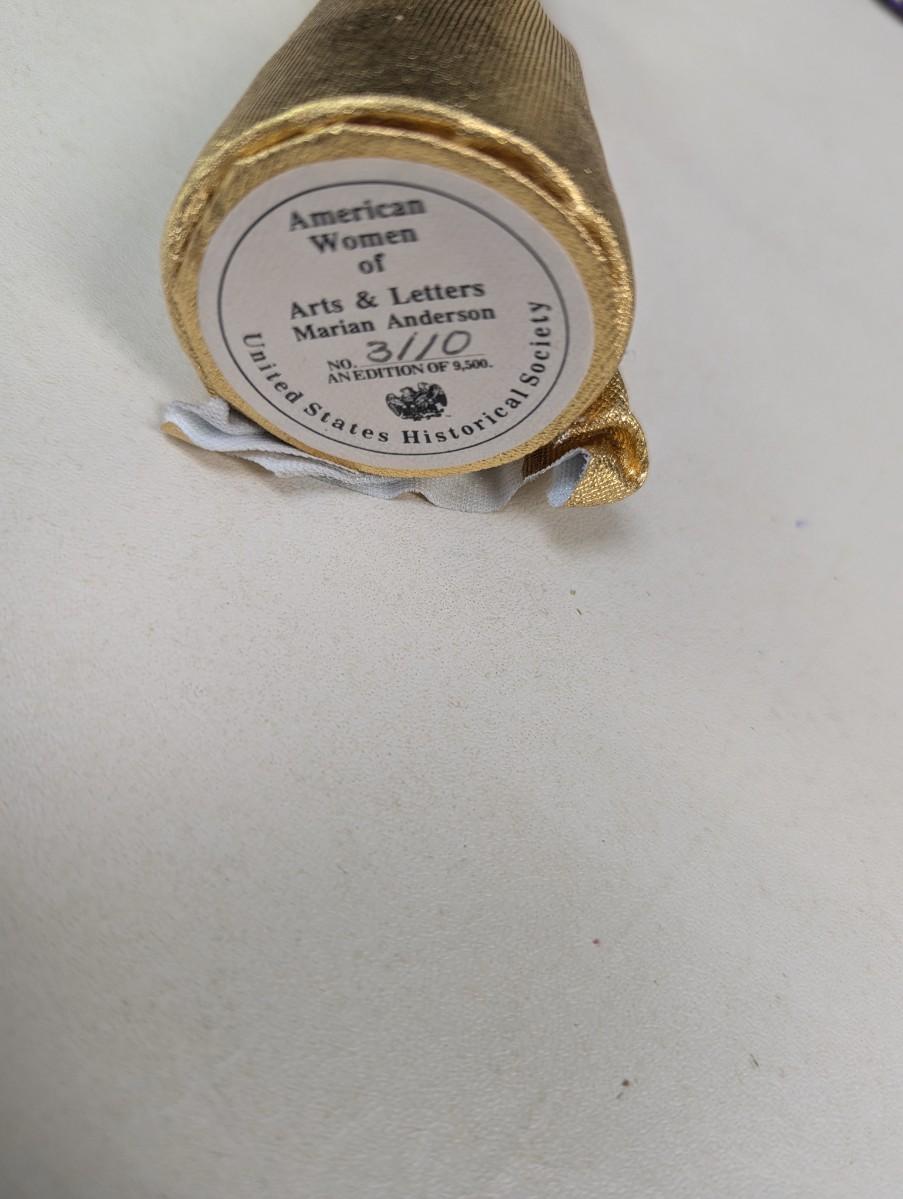 American
Women
of
Arts & Letters
Marian Anderson
NO. 3110
AN EDITION OF 9,500.
United States Historical Society